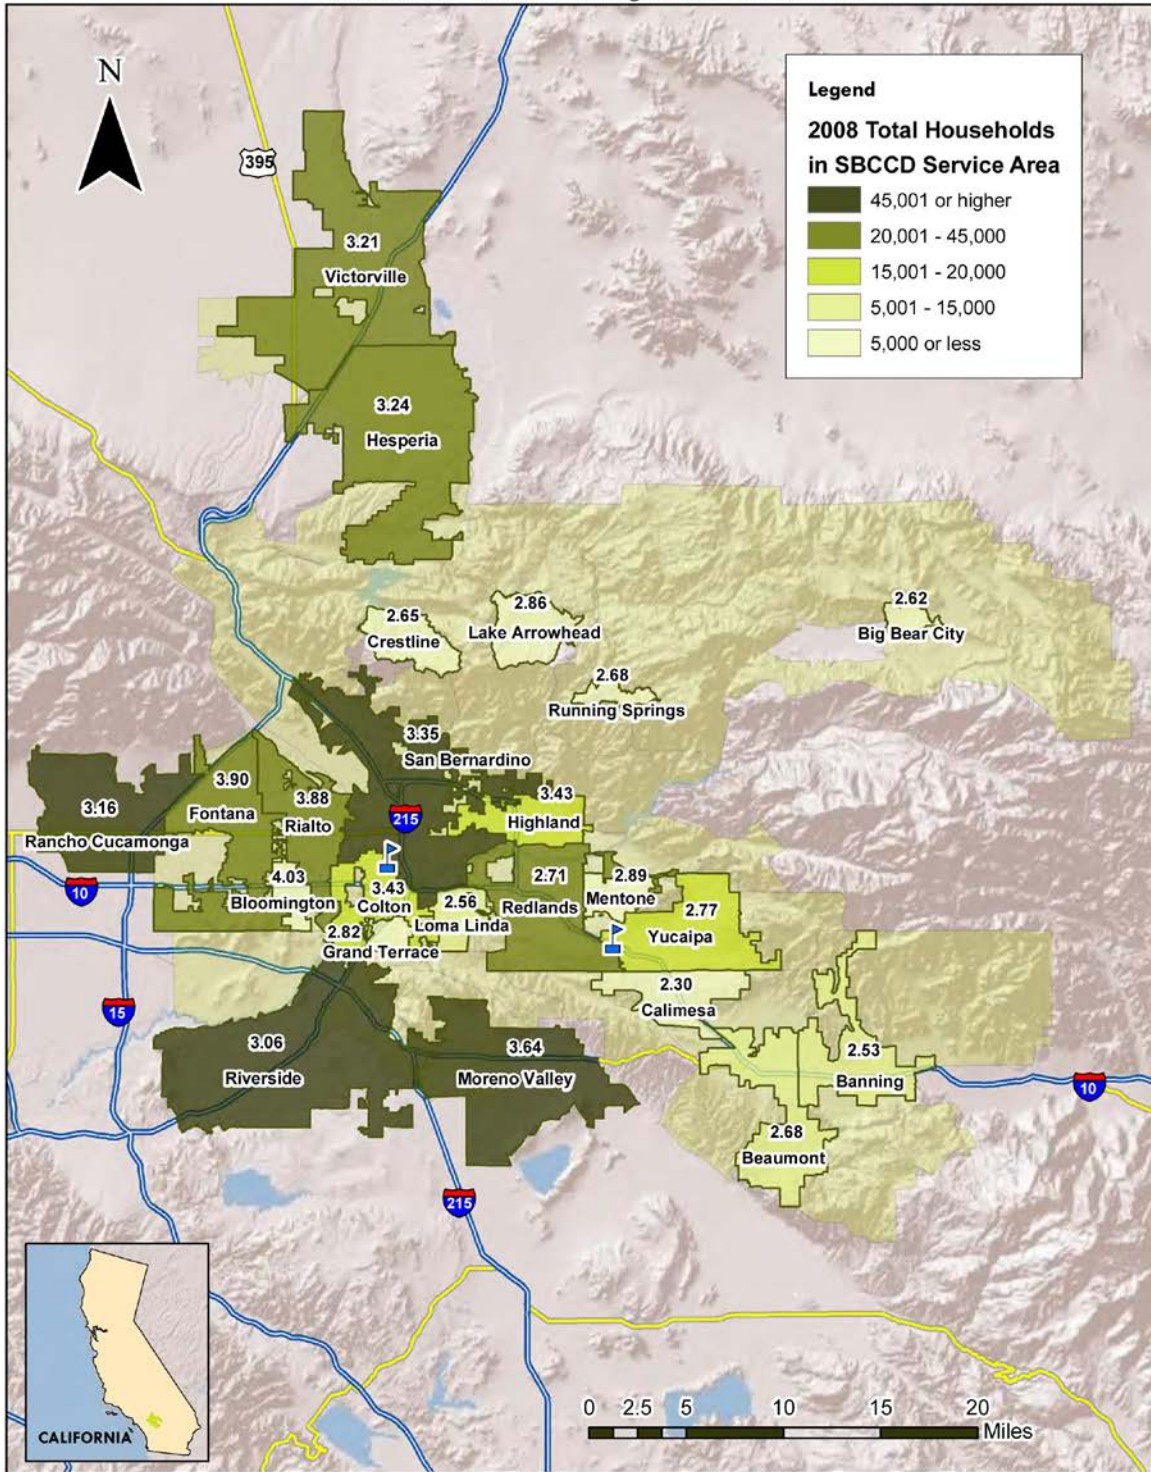 N
Legend
2008 Total Households
in SBCCD Service Area
45,001 or higher
20,001 - 45,000
15,001 - 20,000
5,001 - 15,000
5,000 or less
395
3.21
Victorville
3.24
Hesperia
2.65
Crestline
2.86
Lake Arrowhead
2.62
Big Bear City
2.68
Running Springs
3.35
San Bernardino
3.16
Rancho Cucamonga
3.90
Fontana
3.88
Rialto
215
3.43
Highland
10
4.03
Bloomington
3.43
Colton
2.56
Loma Linda
2.71
Redlands
2.89
Mentone
2.77
Yucaipa
2.82
Grand Terrace
2.30
Calimesa
15
3.06
Riverside
3.64
Moreno Valley
2.53
Banning
10
2.68
Beaumont
215
CALIFORNIA
0 2.5 5 10 15 20
Miles